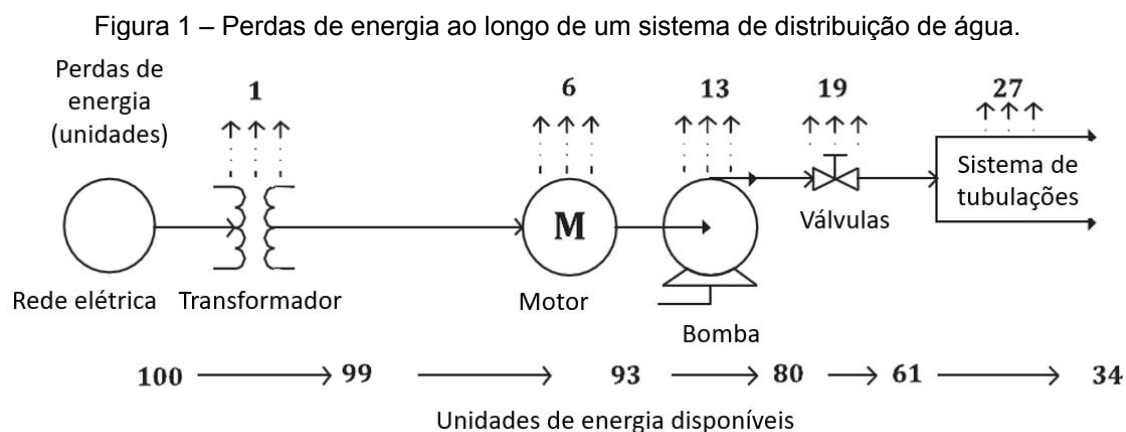 Figura 1 – Perdas de energia ao longo de um sistema de distribuição de água.
Perdas de
energia
(unidades)
1
6
13
19
27
M
Sistema de
tubulações
Válvulas
Rede elétrica
Transformador
Motor
Bomba
100
99
93
80
61
34
Unidades de energia disponíveis